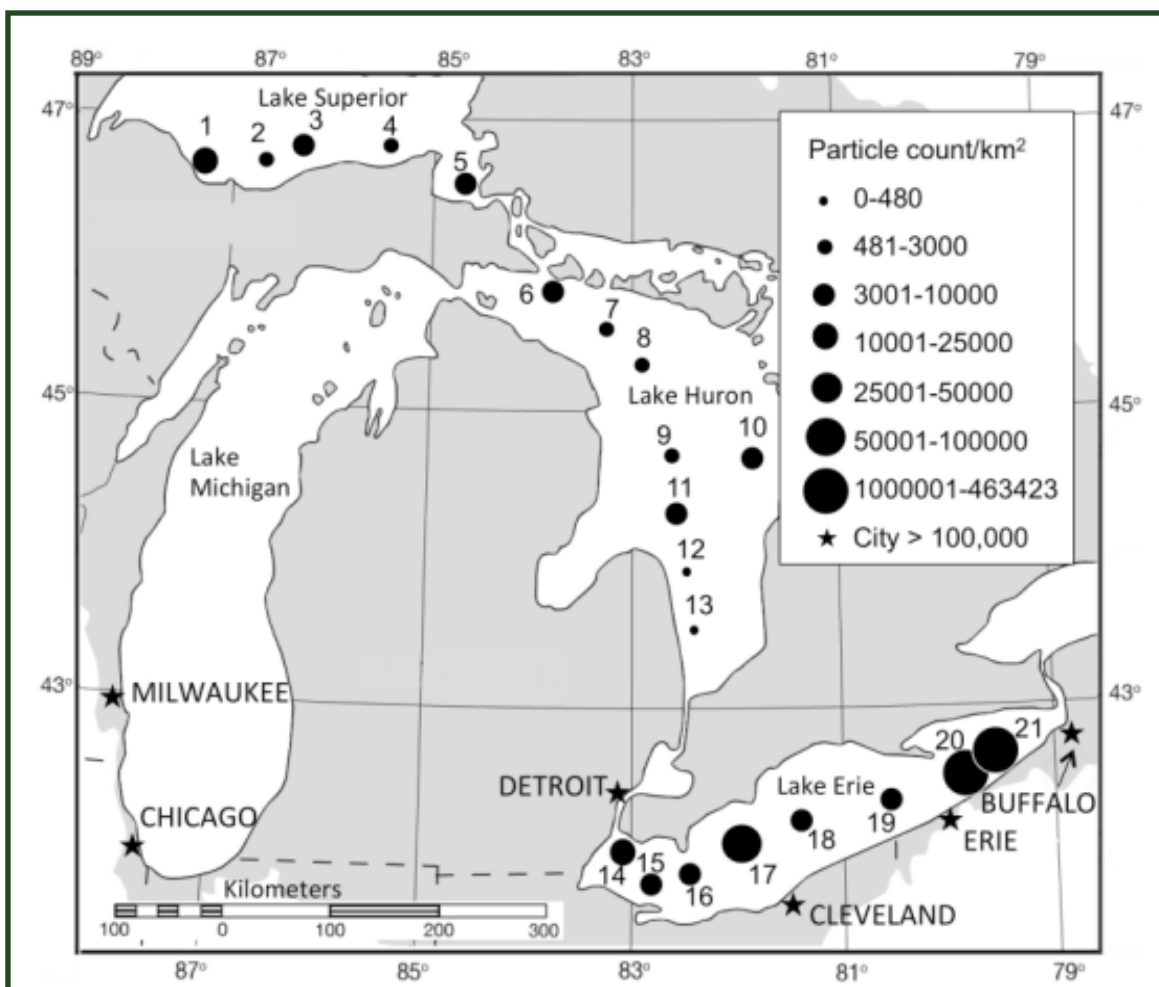 89° 87° 85° 83° 81° 79°
47° 47°
Lake Superior
1 2 3 4
5
Particle count/km²
0-480
481-3000
3001-10000
10001-25000
25001-50000
50001-100000
1000001-463423
City > 100,000
6
7
8
45° 45°
Lake Huron
9 10
Lake
Michigan
11
12
13
43° 43°
MILWAUKEE
20 21
DETROIT
Lake Erie
BUFFALO
CHICAGO
18 19
ERIE
14 15 16 17
Kilometers
CLEVELAND
100 0 100 200 300
87° 85° 83° 81° 79°